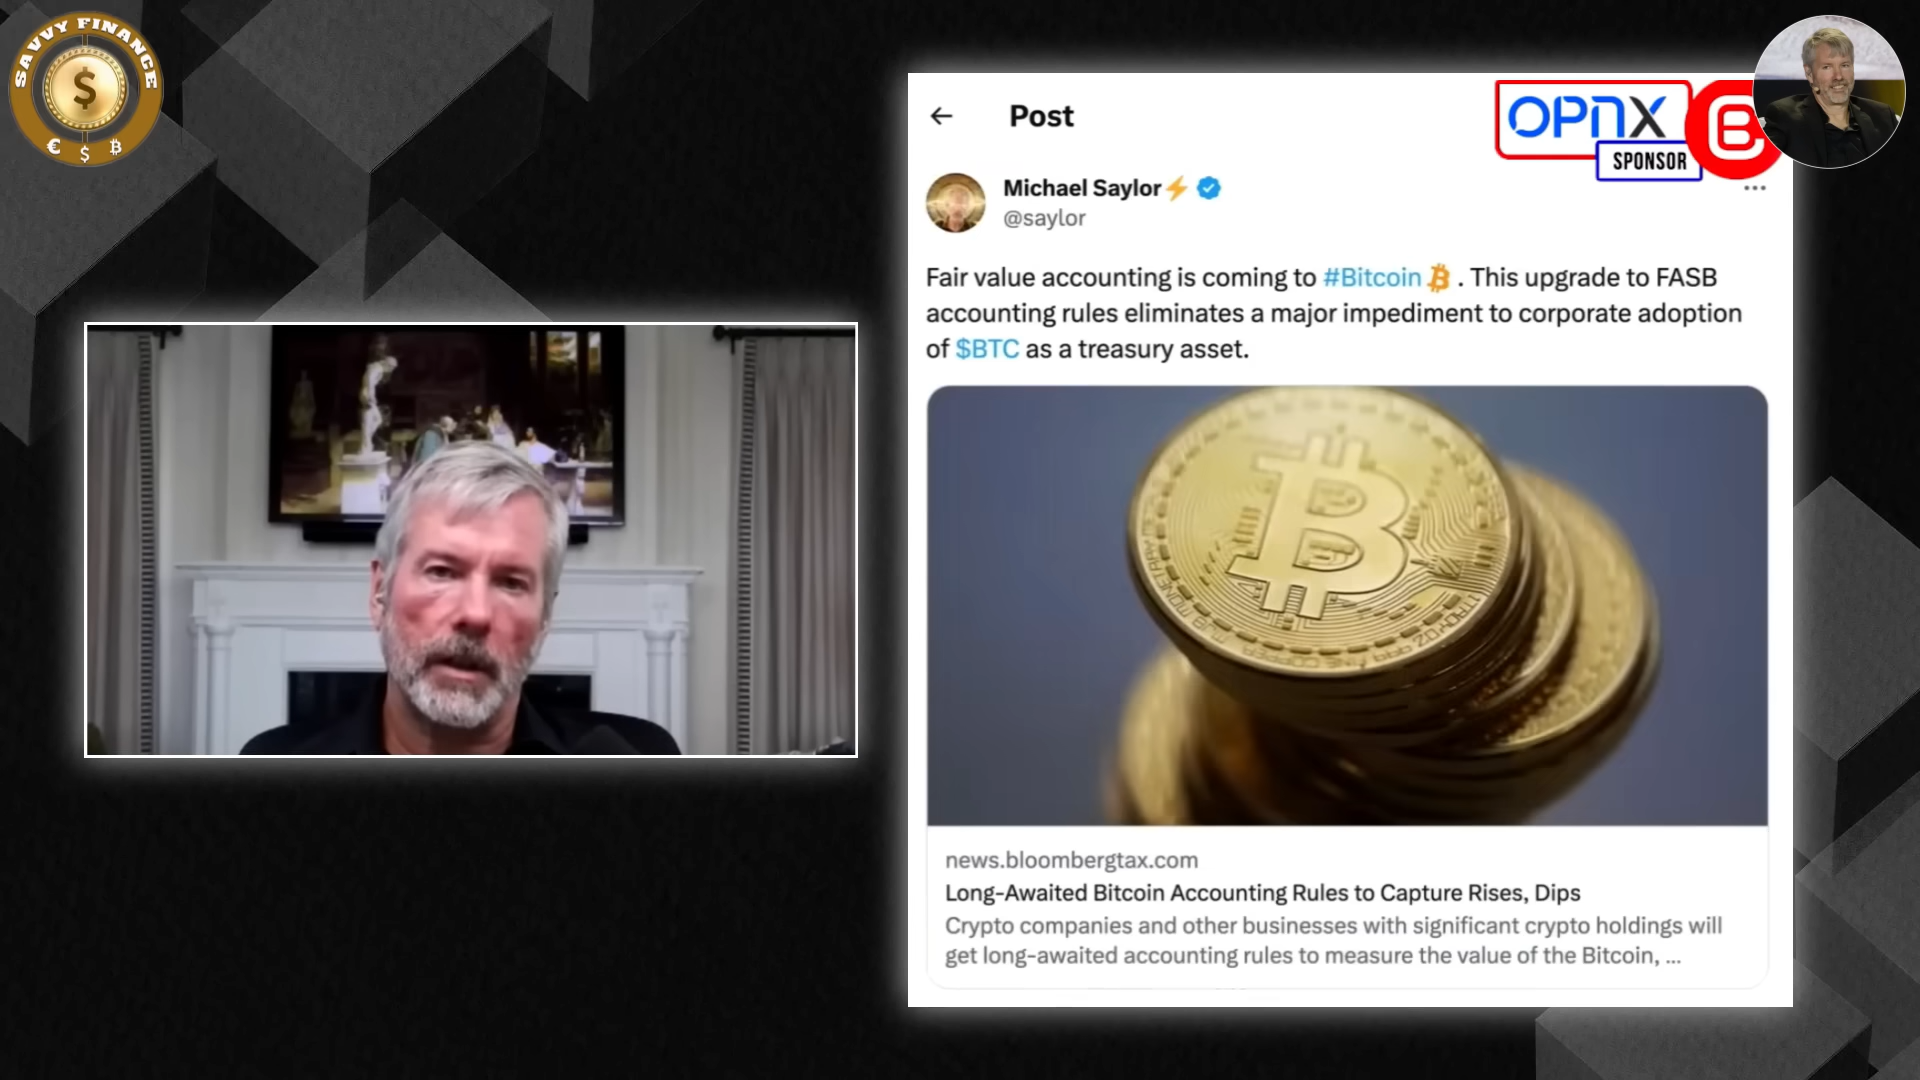 SAVVY FINANCE
$
€ $ ₿
Post
OPNX
SPONSOR
Michael Saylor
@saylor
Fair value accounting is coming to #Bitcoin . This upgrade to FASB
accounting rules eliminates a major impediment to corporate adoption
of $BTC as a treasury asset.
news.bloombergtax.com
Long-Awaited Bitcoin Accounting Rules to Capture Rises, Dips
Crypto companies and other businesses with significant crypto holdings will
get long-awaited accounting rules to measure the value of the Bitcoin, ...